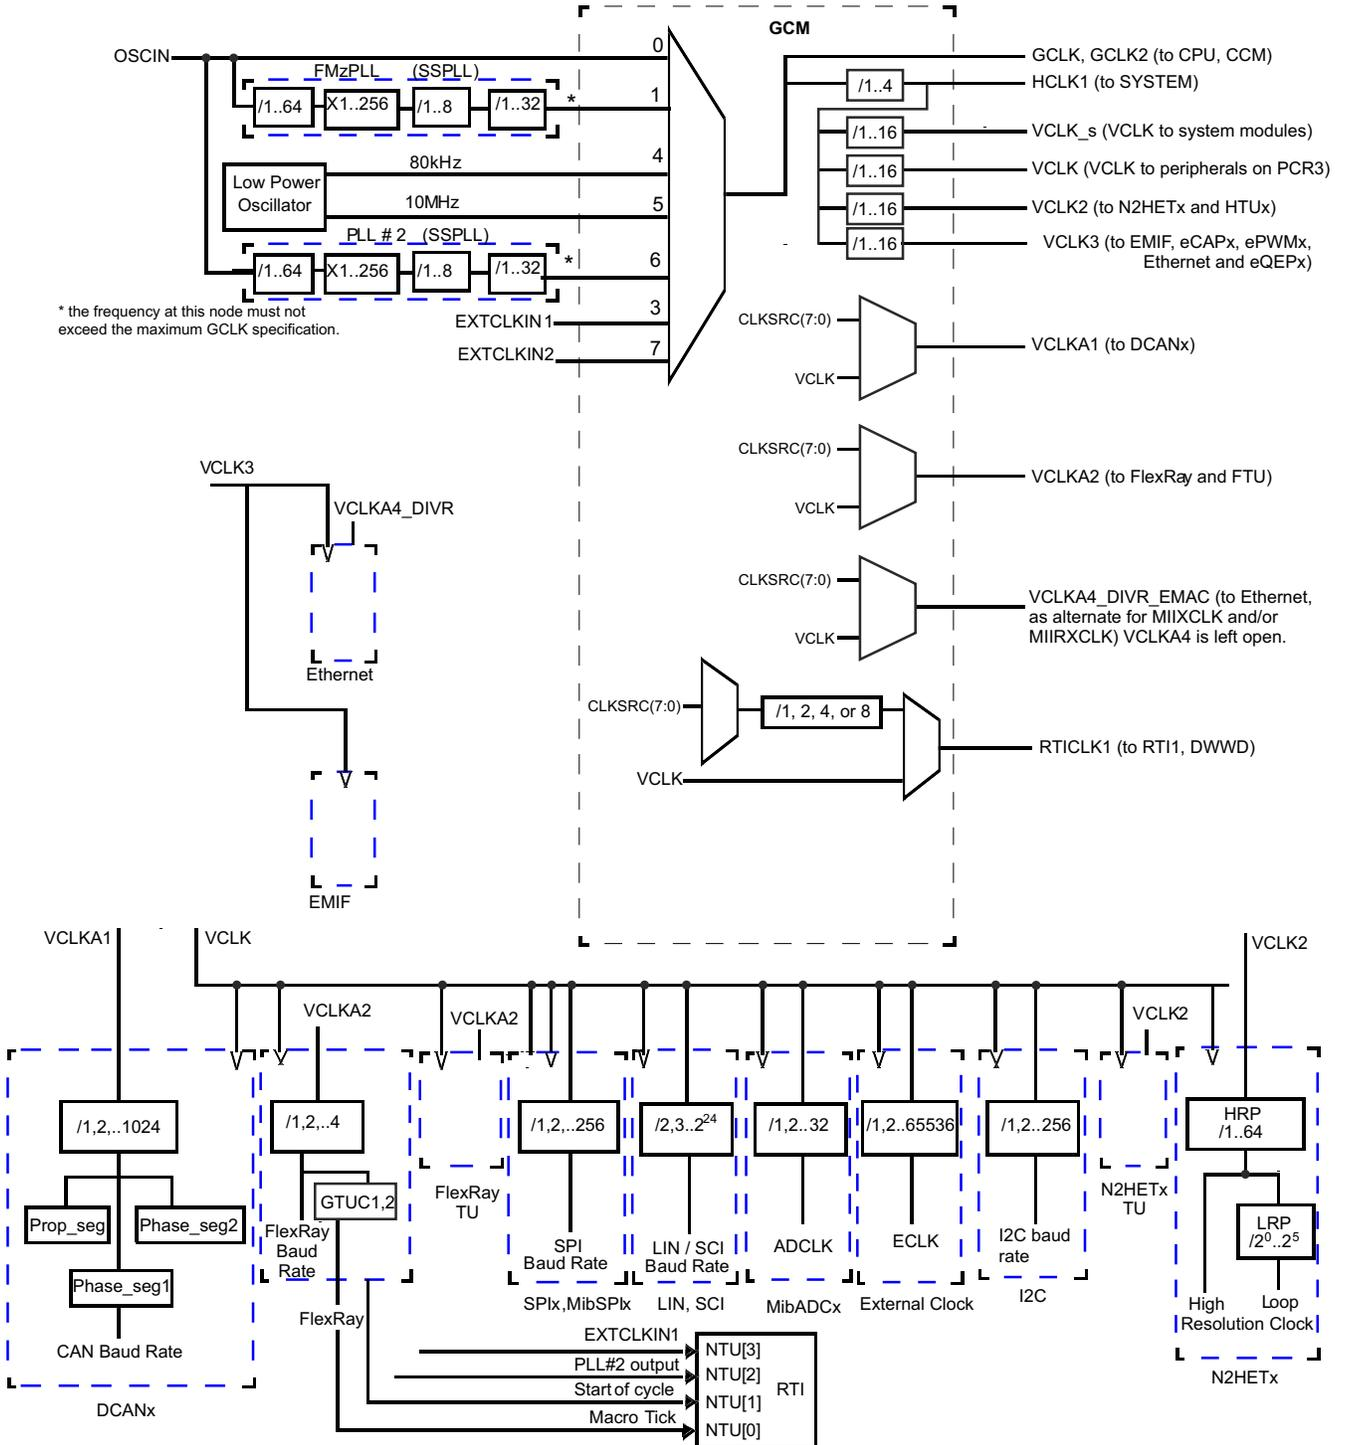 GCM
OSCIN
0
GCLK, GCLK2 (to CPU, CCM)
FMzPLL (SSPLL)
/1..64
X1..256
/1..8
/1..32
*
1
/1..4
HCLK1 (to SYSTEM)
/1..16
VCLK_s (VCLK to system modules)
80kHz
4
Low Power
Oscillator
/1..16
VCLK (VCLK to peripherals on PCR3)
10MHz
5
/1..16
VCLK2 (to N2HETx and HTUx)
PLL # 2 (SSPLL)
/1..64
X1..256
/1..8
/1..32
*
6
/1..16
VCLK3 (to EMIF, eCAPx, ePWMx,
Ethernet and eQEPx)
* the frequency at this node must not
exceed the maximum GCLK specification.
EXTCLKIN1
3
EXTCLKIN2
7
CLKSRC(7:0)
VCLK
VCLKA1 (to DCANx)
CLKSRC(7:0)
VCLK
VCLKA2 (to FlexRay and FTU)
VCLK3
VCLKA4_DIVR
Ethernet
EMIF
CLKSRC(7:0)
VCLK
VCLKA4_DIVR_EMAC (to Ethernet,
as alternate for MIIXCLK and/or
MIIRXCLK) VCLKA4 is left open.
CLKSRC(7:0)
/1, 2, 4, or 8
VCLK
RTICLK1 (to RTI1, DWWD)
VCLKA1
VCLK
VCLK2
VCLKA2
VCLKA2
VCLK2
/1,2,..1024
Prop_seg
Phase_seg2
Phase_seg1
CAN Baud Rate
DCANx
/1,2,..4
GTUC1,2
FlexRay
Baud
Rate
FlexRay
FlexRay
TU
/1,2,..256
SPI
Baud Rate
SPIx,MibSPIx
/2,3..2²⁴
LIN / SCI
Baud Rate
LIN, SCI
/1,2..32
ADCLK
MibADCx
/1,2..65536
ECLK
External Clock
/1,2..256
I2C baud
rate
I2C
N2HETx
TU
HRP
/1..64
LRP
/2⁰..2⁵
High
Loop
Resolution Clock
N2HETx
EXTCLKIN1
NTU[3]
PLL#2 output
NTU[2]
RTI
Start of cycle
NTU[1]
Macro Tick
NTU[0]